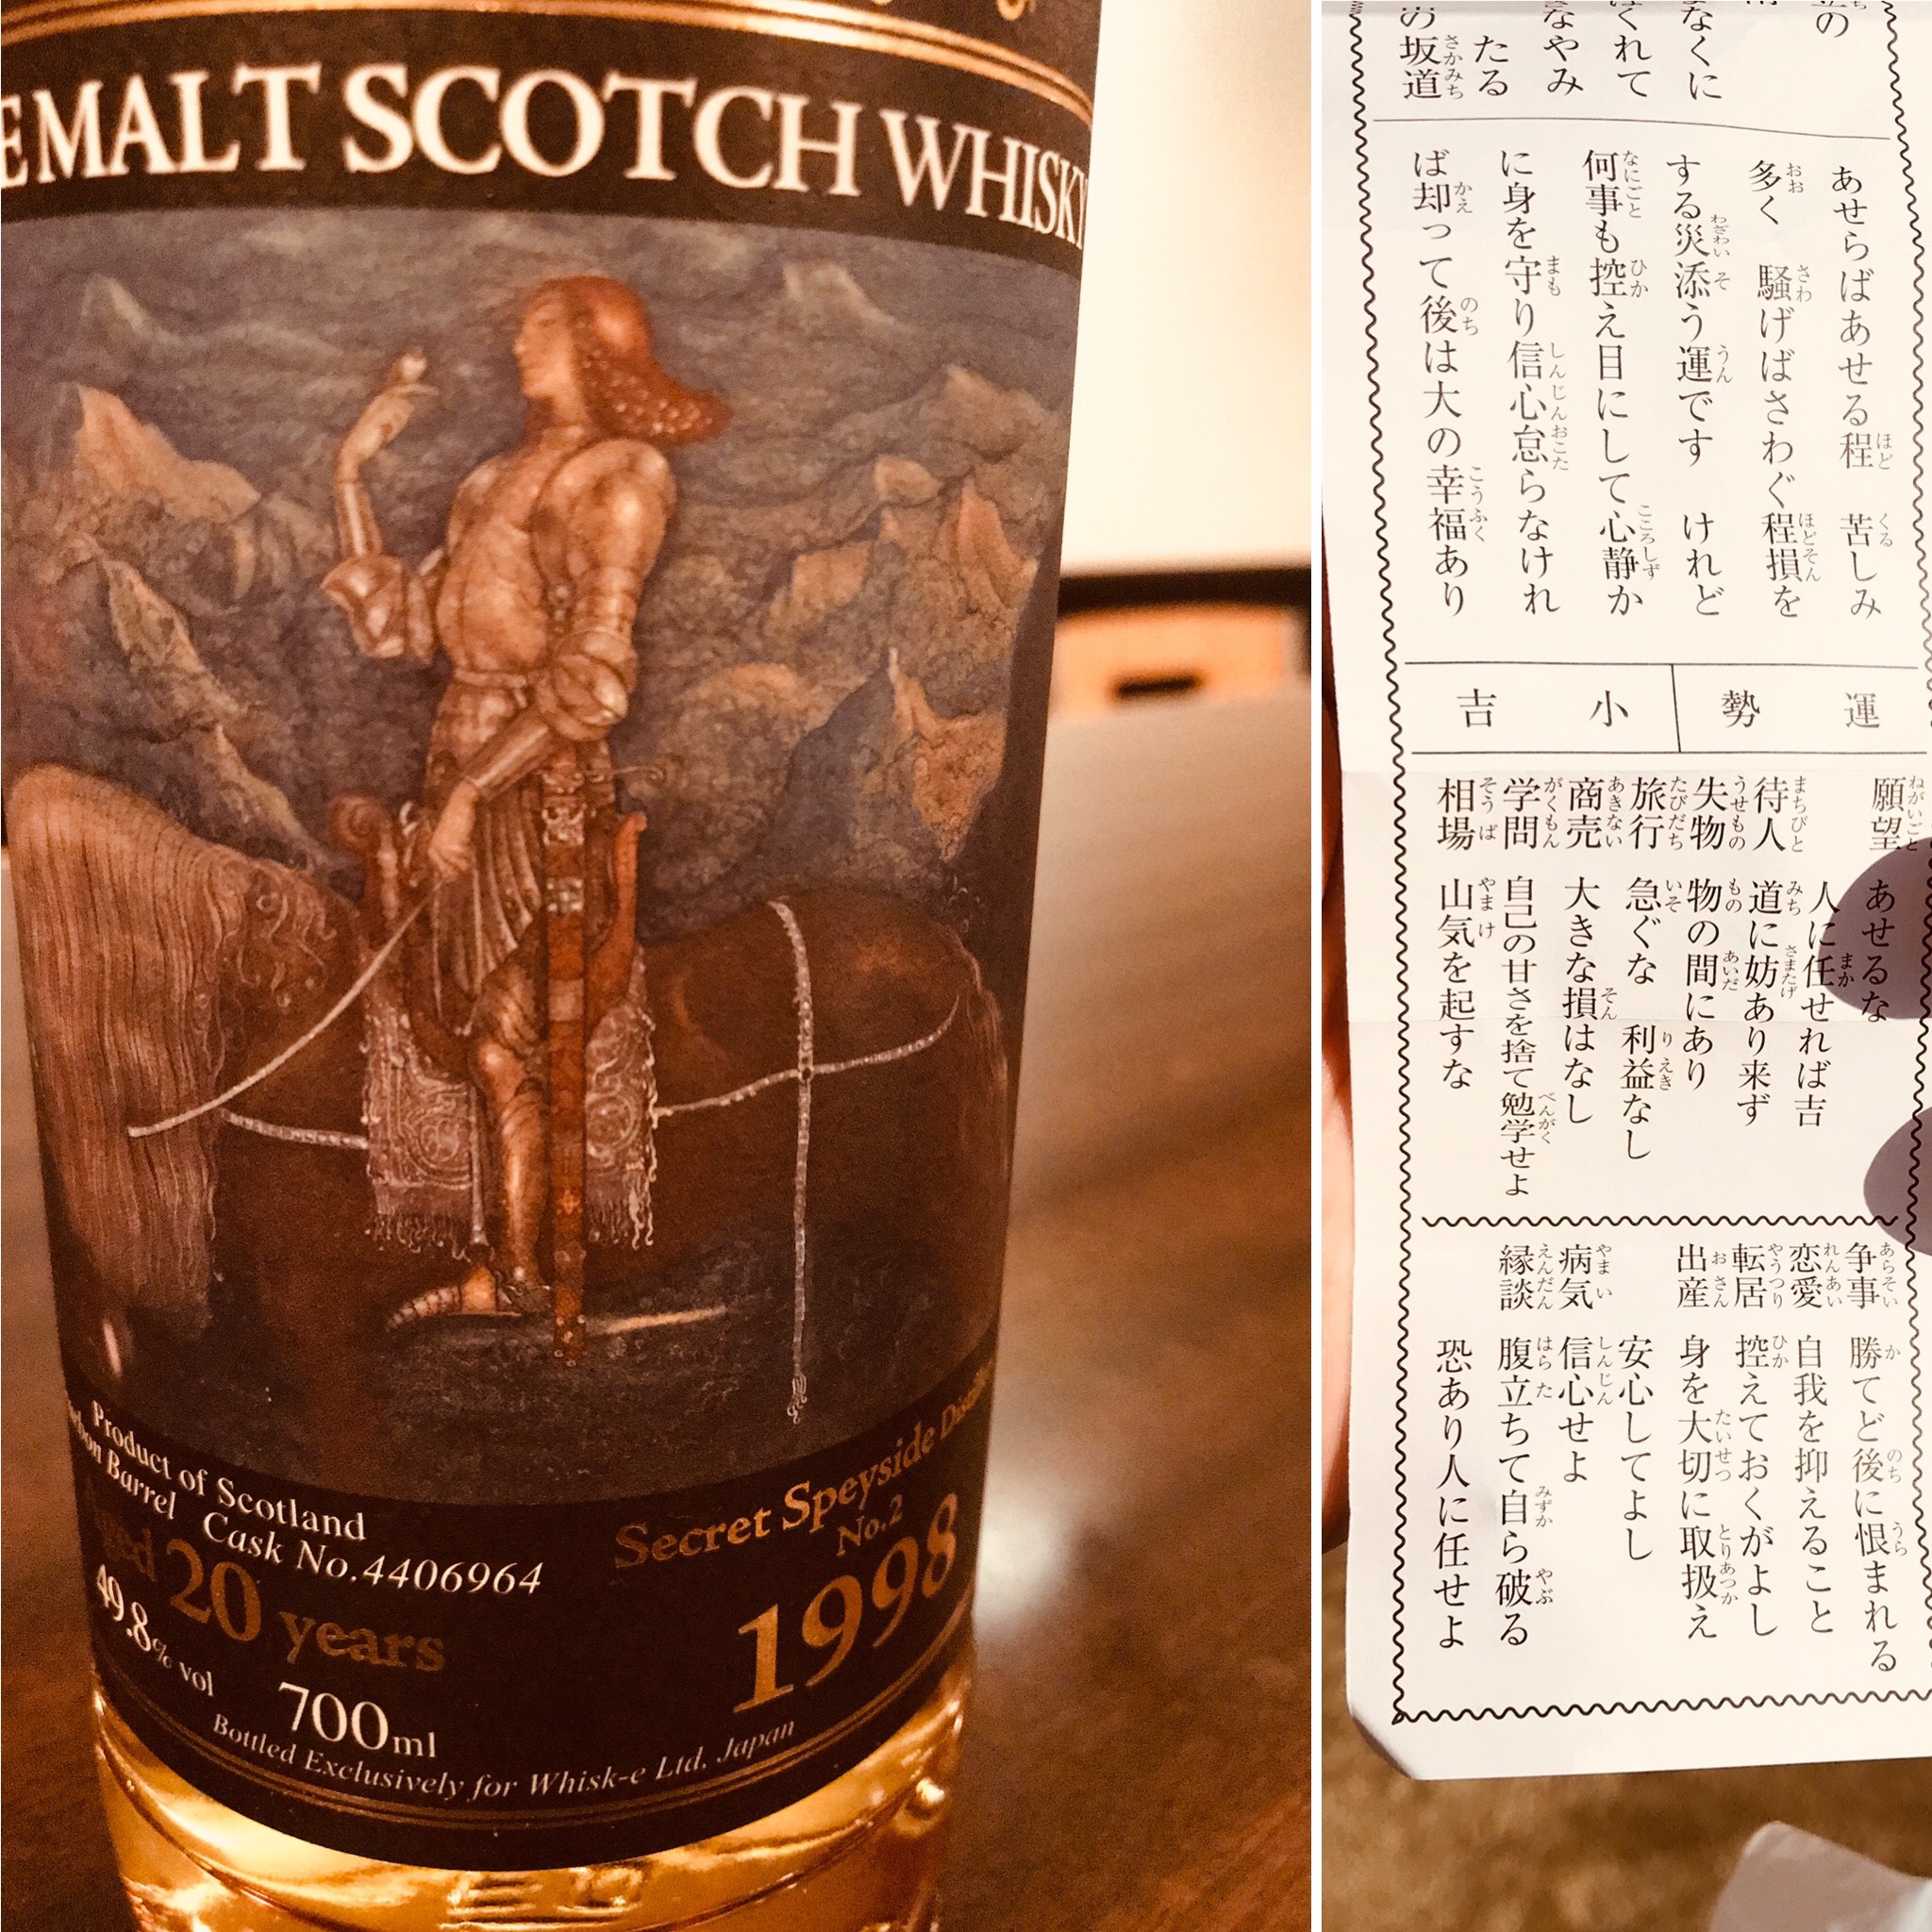 MALT SCOTCH WHISKY
Product of Scotland
Barrel Cask No.4406964
20 years
49.8% vol
700ml
Secret Speyside
No.2
1998
Bottled Exclusively for Whisk-e Ltd, Japan
なくに
くれて
なやみ
たる
の坂道
あせらばあせる程 苦しみ
多く 騒げばさわぐ程損を
する災添う運です けれど
何事も控え目にして心静か
に身を守り信心怠らなけれ
ば却って後は大の幸福あり
運勢 小吉
願望 あせるな
人に任せれば吉
待人 道に妨あり来ず
失物 物の間にあり
旅行 急ぐな 利益なし
商売 大きな損はなし
学問 自己の甘さを捨て勉学せよ
相場 山気を起すな
争事 勝てど後に恨まれる
恋愛 自我を抑えること
転居 控えておくがよし
出産 身を大切に取扱え
安心してよし
病気 信心せよ
縁談 腹立ちて自ら破る
恐あり人に任せよ